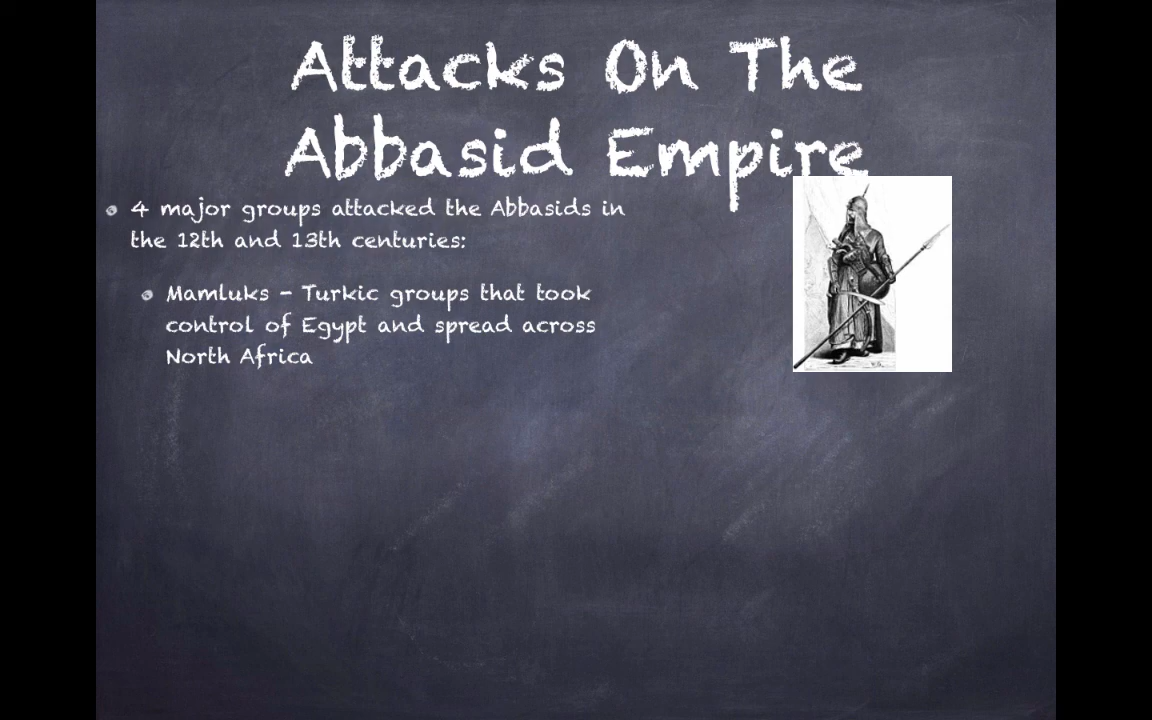 Attacks On The
Abbasid Empire
4 major groups attacked the Abbasids in
the 12th and 13th centuries:
Mamluks - Turkic groups that took
control of Egypt and spread across
North Africa